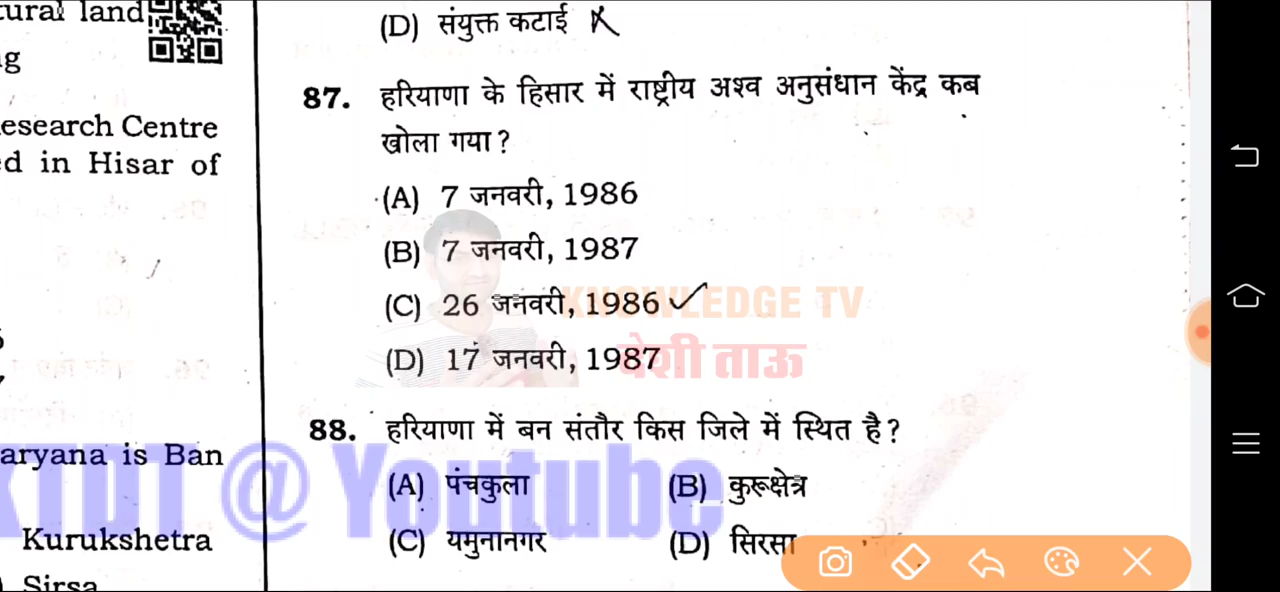 tural land
g
esearch Centre
ed in Hisar of
aryana is Ban
Kurukshetra
Sirsa
(D) संयुक्त कटाई
87. हरियाणा के हिसार में राष्ट्रीय अश्व अनुसंधान केंद्र कब
खोला गया?
(A) 7 जनवरी, 1986
(B) 7 जनवरी, 1987
(C) 26 जनवरी, 1986
(D) 17 जनवरी, 1987
88. हरियाणा में बन संतौर किस जिले में स्थित है?
(A) पंचकुला (B) कुरूक्षेत्र
(C) यमुनानगर (D) सिरसा
KNOWLEDGE TV
देशी ताऊ
@ Youtube